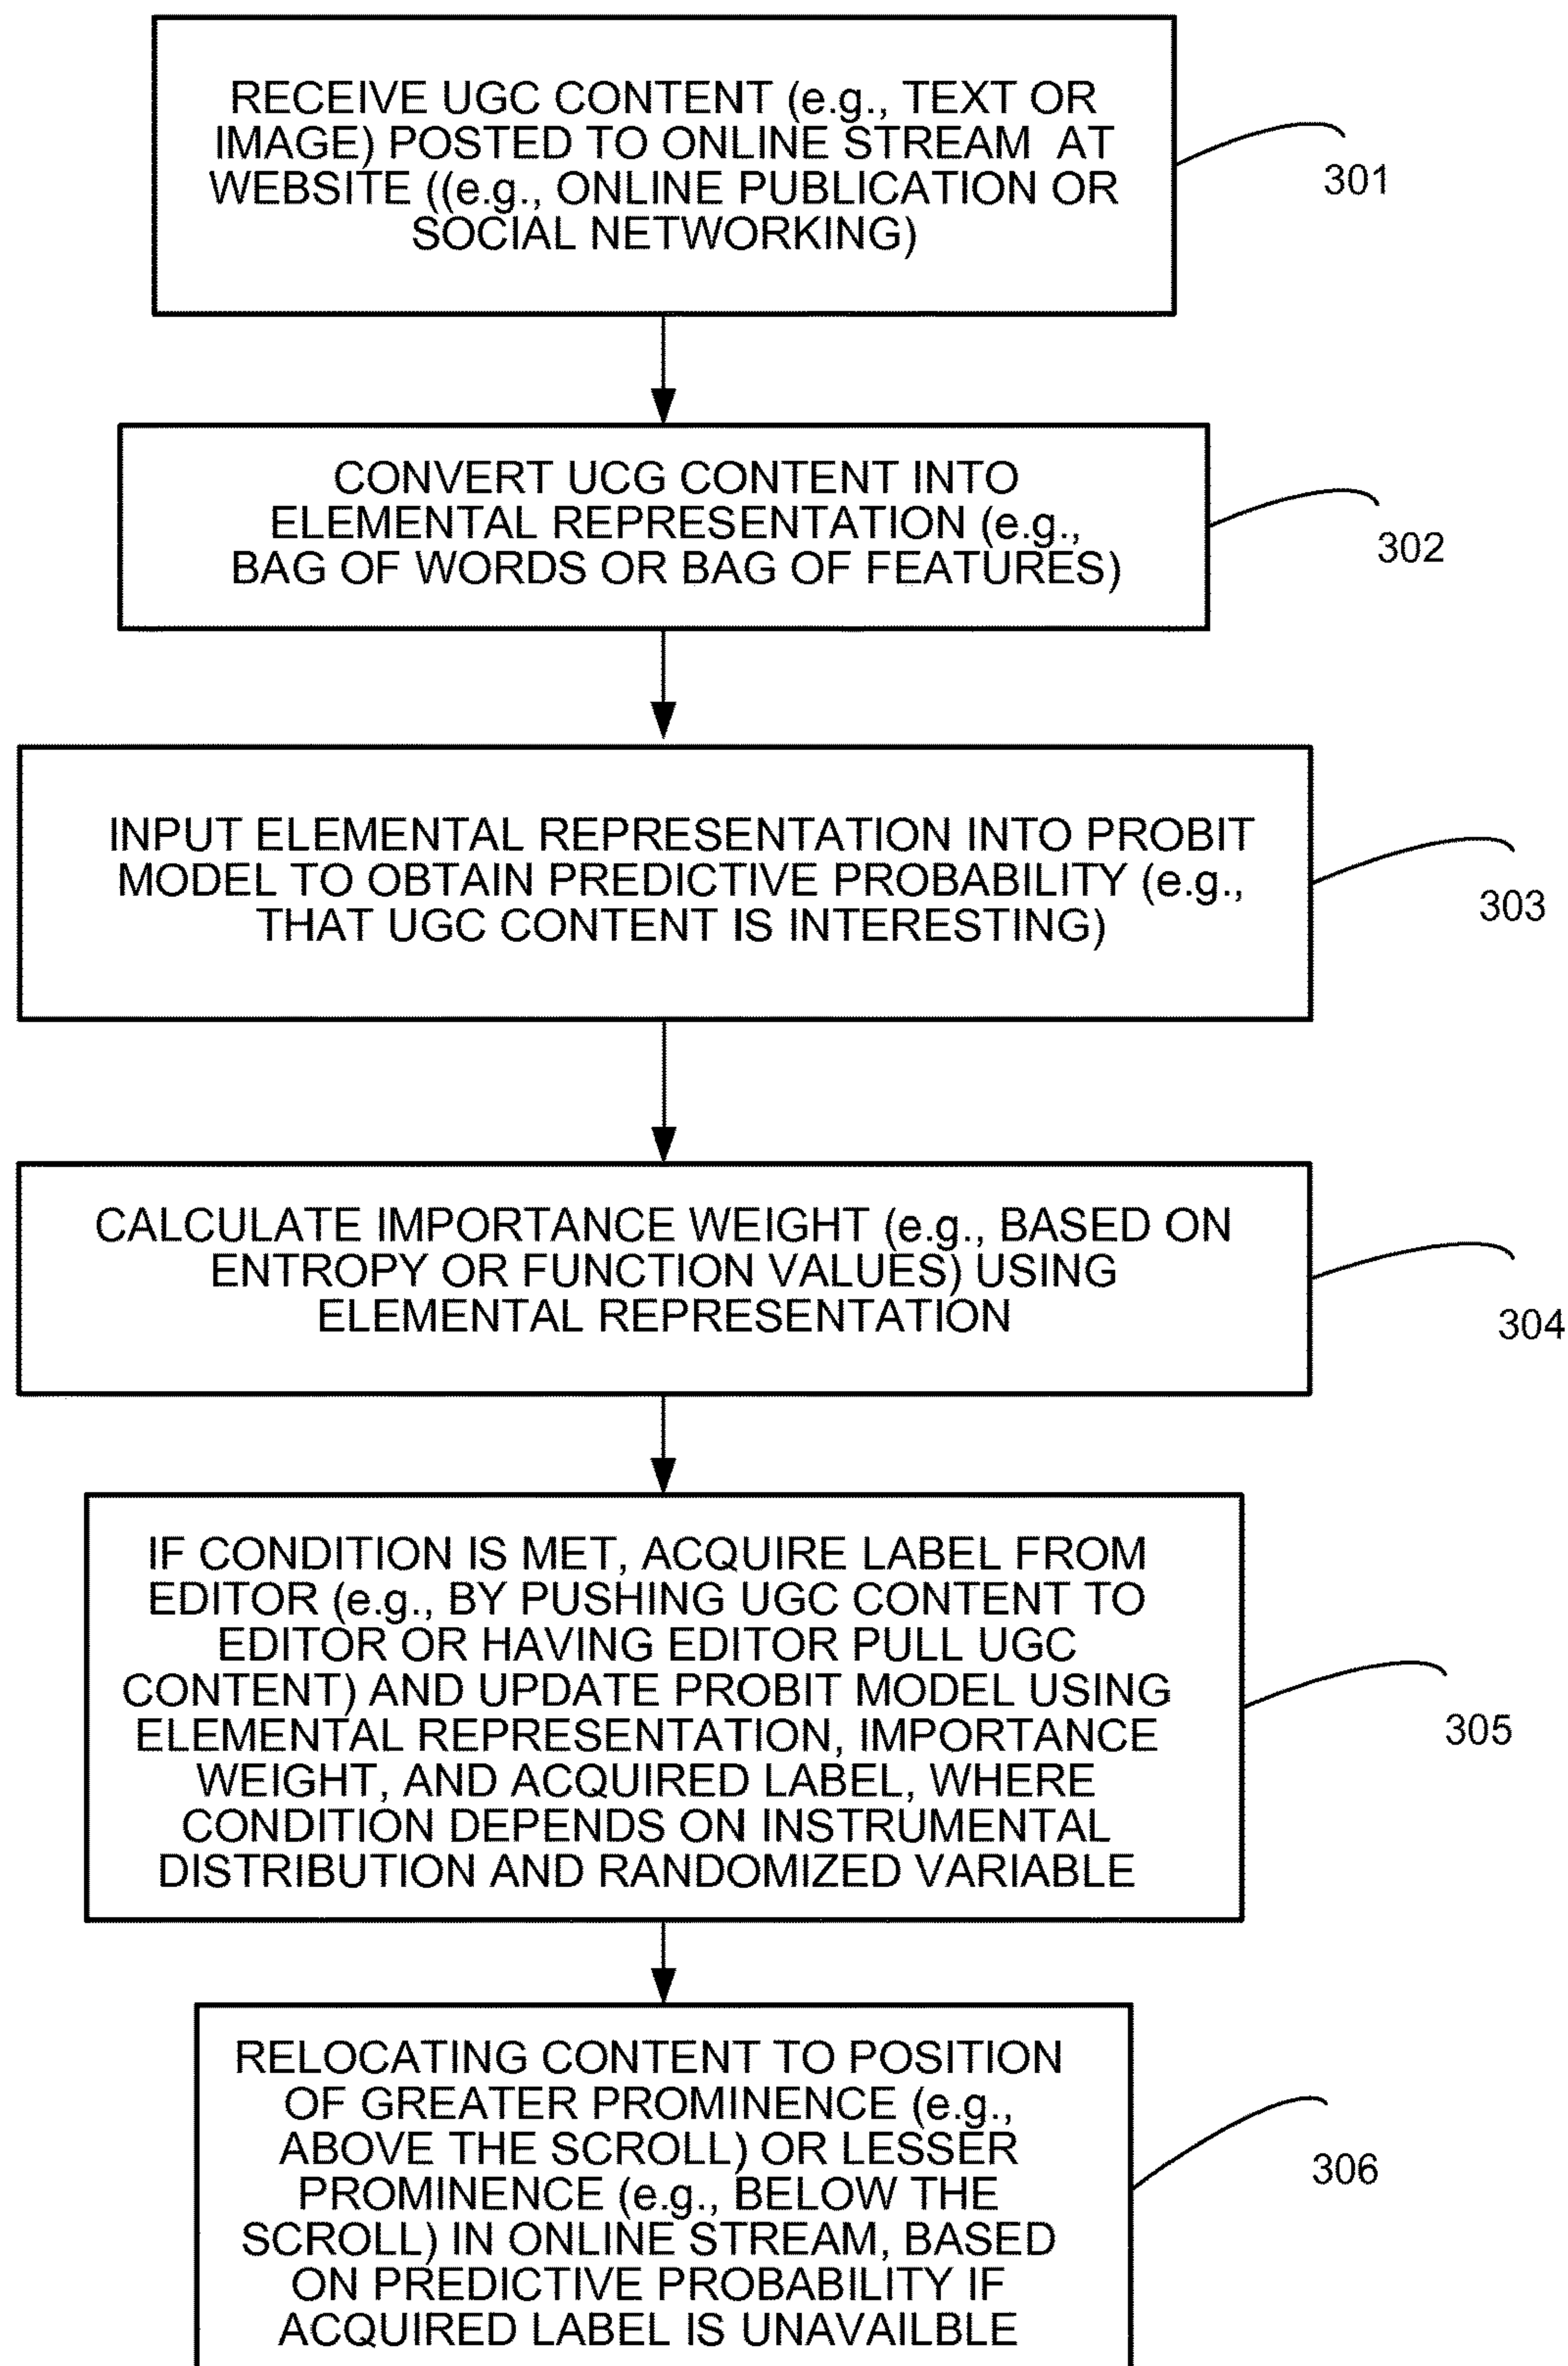 RECEIVE UGC CONTENT (e.g., TEXT OR
IMAGE) POSTED TO ONLINE STREAM AT
WEBSITE ((e.g., ONLINE PUBLICATION OR
SOCIAL NETWORKING)
301
CONVERT UCG CONTENT INTO
ELEMENTAL REPRESENTATION (e.g.,
BAG OF WORDS OR BAG OF FEATURES)
302
INPUT ELEMENTAL REPRESENTATION INTO PROBIT
MODEL TO OBTAIN PREDICTIVE PROBABILITY (e.g.,
THAT UGC CONTENT IS INTERESTING)
303
CALCULATE IMPORTANCE WEIGHT (e.g., BASED ON
ENTROPY OR FUNCTION VALUES) USING
ELEMENTAL REPRESENTATION
304
IF CONDITION IS MET, ACQUIRE LABEL FROM
EDITOR (e.g., BY PUSHING UGC CONTENT TO
EDITOR OR HAVING EDITOR PULL UGC
CONTENT) AND UPDATE PROBIT MODEL USING
ELEMENTAL REPRESENTATION, IMPORTANCE
WEIGHT, AND ACQUIRED LABEL, WHERE
CONDITION DEPENDS ON INSTRUMENTAL
DISTRIBUTION AND RANDOMIZED VARIABLE
305
RELOCATING CONTENT TO POSITION
OF GREATER PROMINENCE (e.g.,
ABOVE THE SCROLL) OR LESSER
PROMINENCE (e.g., BELOW THE
SCROLL) IN ONLINE STREAM, BASED
ON PREDICTIVE PROBABILITY IF
ACQUIRED LABEL IS UNAVAILBLE
306